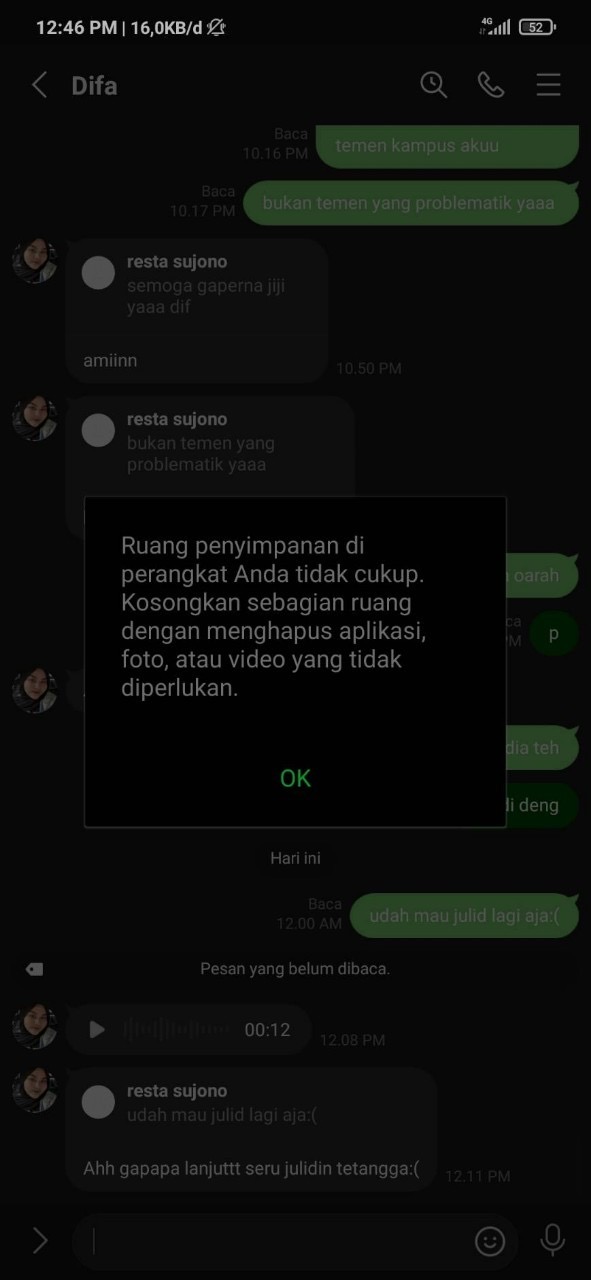 12:46 PM | 16,0KB/d
4G
52
Difa
Baca
10.16 PM
temen kampus akuu
Baca
10.17 PM
bukan temen yang problematik yaaa
resta sujono
semoga gaperna jiji
yaaa dif
amiinn
10.50 PM
resta sujono
bukan temen yang
problematik yaaa
Ruang penyimpanan di
perangkat Anda tidak cukup.
Kosongkan sebagian ruang
dengan menghapus aplikasi,
foto, atau video yang tidak
diperlukan.
OK
oarah
p
dia teh
di deng
Hari ini
Baca
12.00 AM
udah mau julid lagi aja:(
Pesan yang belum dibaca.
00:12
12.08 PM
resta sujono
udah mau julid lagi aja:(
Ahh gapapa lanjuttt seru julidin tetangga:(
12.11 PM